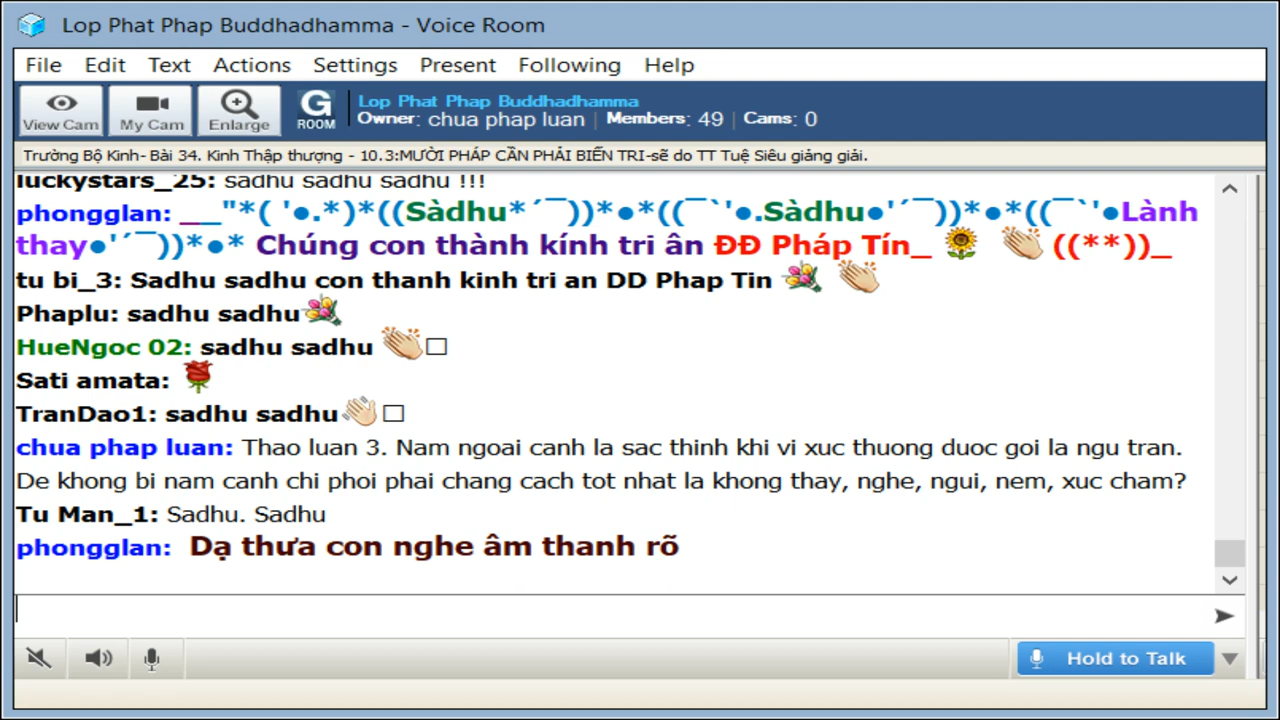 Lop Phat Phap Buddhadhamma - Voice Room
File Edit Text Actions Settings Present Following Help
View Cam My Cam Enlarge G ROOM Lop Phat Phap Buddhadhamma
Owner: chua phap luan | Members: 49 | Cams: 0
Trường Bộ Kinh- Bài 34. Kinh Thập thượng - 10.3:MƯỜI PHÁP CẦN PHẢI BIẾN TRI-sẽ do TT Tuệ Siêu giảng giải.
luckystars_25: sadhu sadhu sadhu !!!
phongglan: __"*( '●.*)*((Sàdhu*´¯))*●*((¯`'●.Sàdhu●'´¯))*●*((¯`'●Lành
thay●'´¯))*●* Chúng con thành kính tri ân ĐĐ Pháp Tín_ 🌻 👏 ((**))_
tu bi_3: Sadhu sadhu con thanh kinh tri an DD Phap Tin 💐 👏
Phaplu: sadhu sadhu💐
HueNgoc 02: sadhu sadhu 👏□
Sati amata: 🌹
TranDao1: sadhu sadhu👋□
chua phap luan: Thao luan 3. Nam ngoai canh la sac thinh khi vi xuc thuong duoc goi la ngu tran.
De khong bi nam canh chi phoi phai chang cach tot nhat la khong thay, nghe, ngui, nem, xuc cham?
Tu Man_1: Sadhu. Sadhu
phongglan: Dạ thưa con nghe âm thanh rõ
Hold to Talk